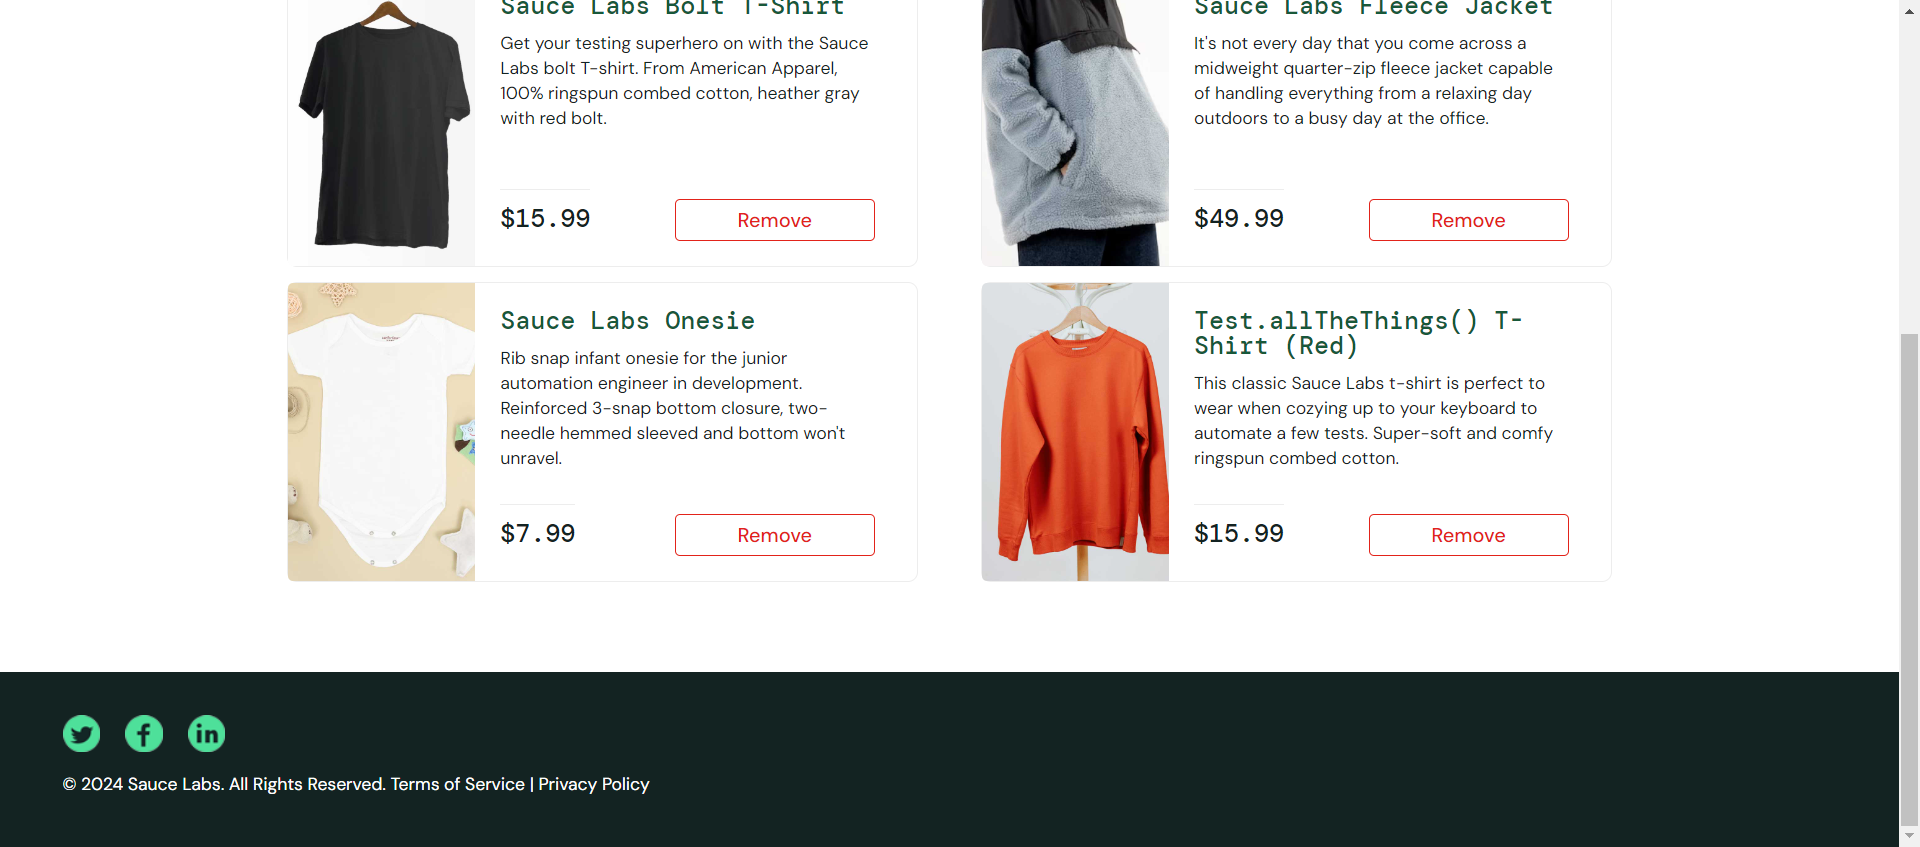 Sauce Labs Bolt T-Shirt
Get your testing superhero on with the Sauce
Labs bolt T-shirt. From American Apparel,
100% ringspun combed cotton, heather gray
with red bolt.
$15.99
Remove
Sauce Labs Fleece Jacket
It's not every day that you come across a
midweight quarter-zip fleece jacket capable
of handling everything from a relaxing day
outdoors to a busy day at the office.
$49.99
Remove
Sauce Labs Onesie
Rib snap infant onesie for the junior
automation engineer in development.
Reinforced 3-snap bottom closure, two-
needle hemmed sleeved and bottom won't
unravel.
$7.99
Remove
Test.allTheThings() T-
Shirt (Red)
This classic Sauce Labs t-shirt is perfect to
wear when cozying up to your keyboard to
automate a few tests. Super-soft and comfy
ringspun combed cotton.
$15.99
Remove
© 2024 Sauce Labs. All Rights Reserved. Terms of Service | Privacy Policy